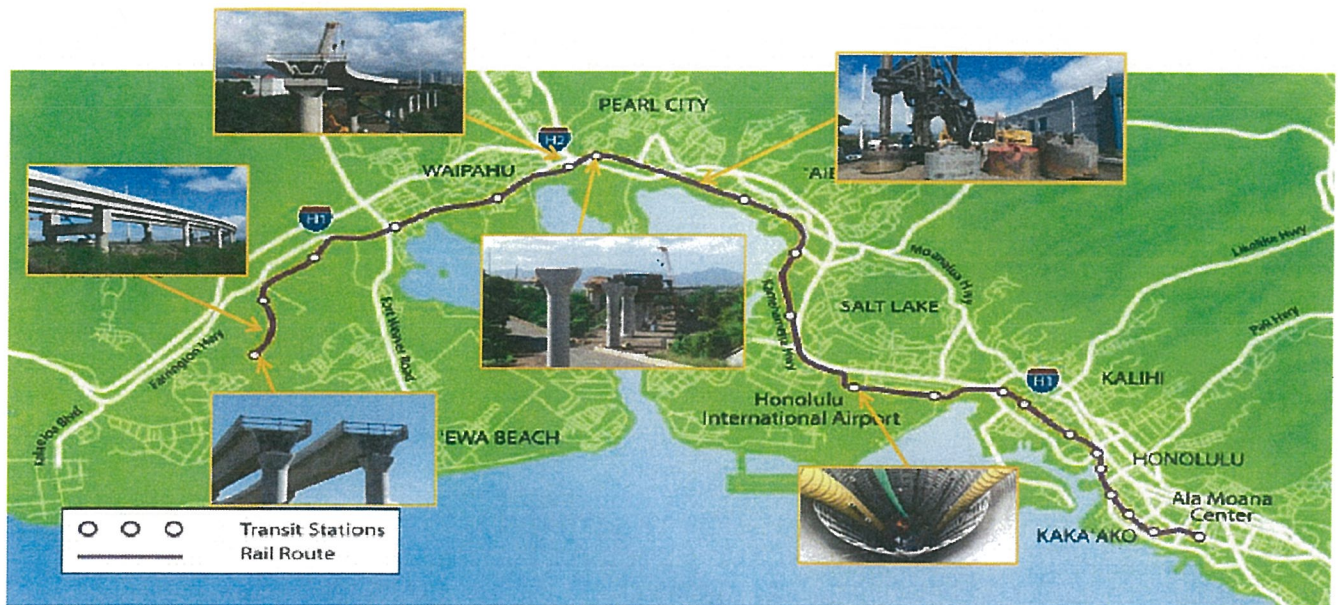 PEARL CITY
H2
WAIPAHU
'AIE
H1
Moanalua Hwy
Likelike Hwy
Pali Hwy
SALT LAKE
Kamehameha Hwy
Farrington Hwy
Fort Weaver Road
H1
KALIHI
Kalaeloa Blvd
Honolulu
International Airport
'EWA BEACH
HONOLULU
Ala Moana
Center
KAKA'AKO
Transit Stations
Rail Route